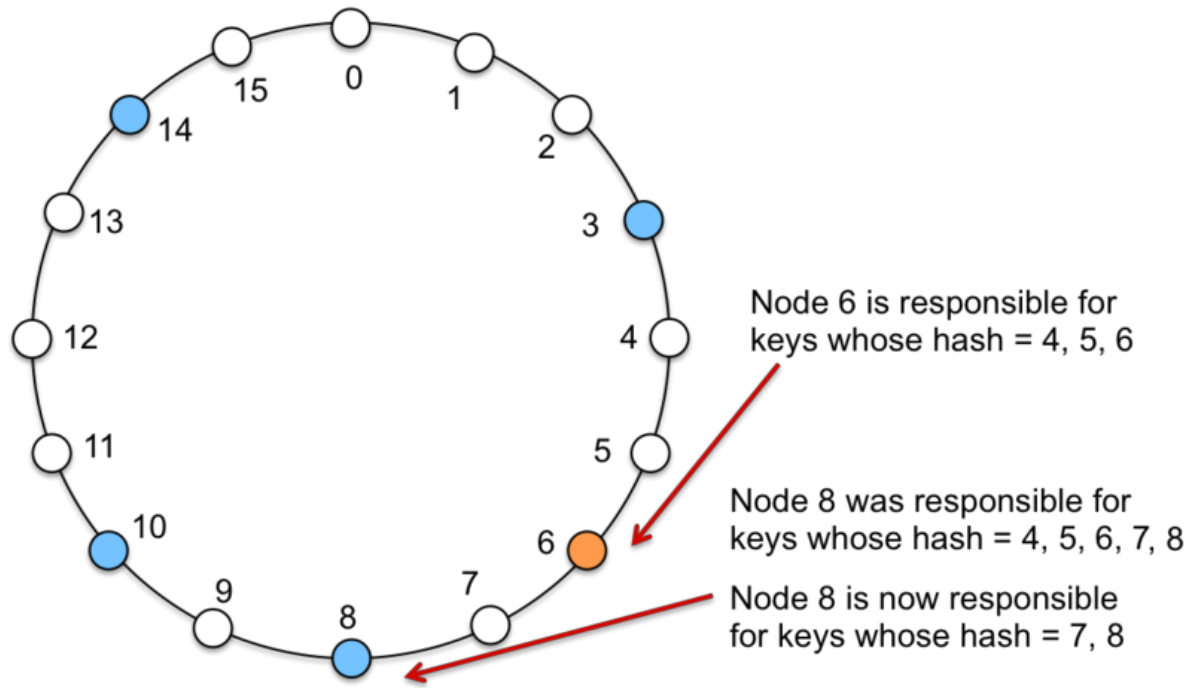 0
1
2
3
4
5
6
7
8
9
10
11
12
13
14
15
Node 6 is responsible for
keys whose hash = 4, 5, 6
Node 8 was responsible for
keys whose hash = 4, 5, 6, 7, 8
Node 8 is now responsible
for keys whose hash = 7, 8